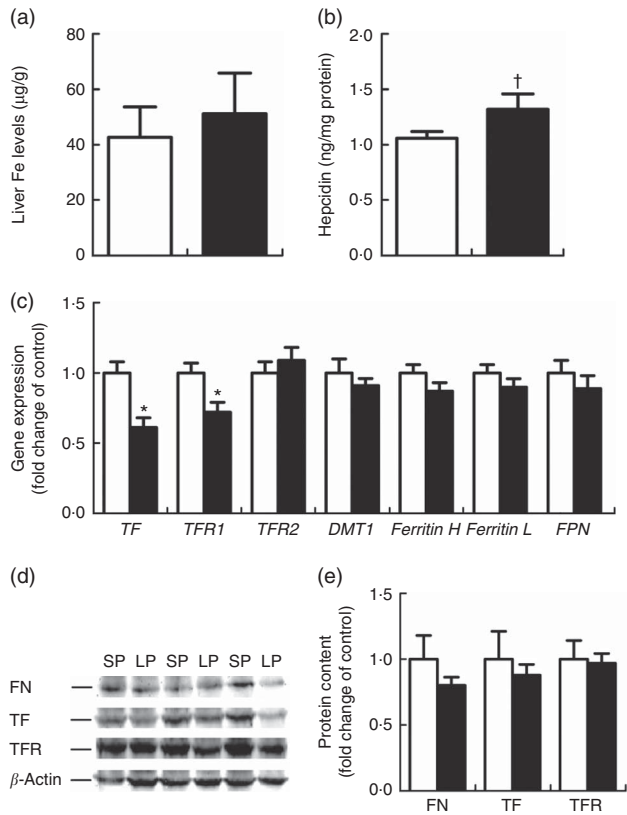 (a)
80
60
40
20
0
Liver Fe levels (µg/g)
(b)
2·0
1·5
1·0
0·5
0·0
Hepcidin (ng/mg protein)
†
(c)
1·5
1·0
0·5
0·0
Gene expression
(fold change of control)
* *
TF TFR1 TFR2 DMT1 Ferritin H Ferritin L FPN
(d)
SP LP SP LP SP LP
FN
TF
TFR
β-Actin
(e)
1·5
1·0
0·5
0·0
Protein content
(fold change of control)
FN TF TFR